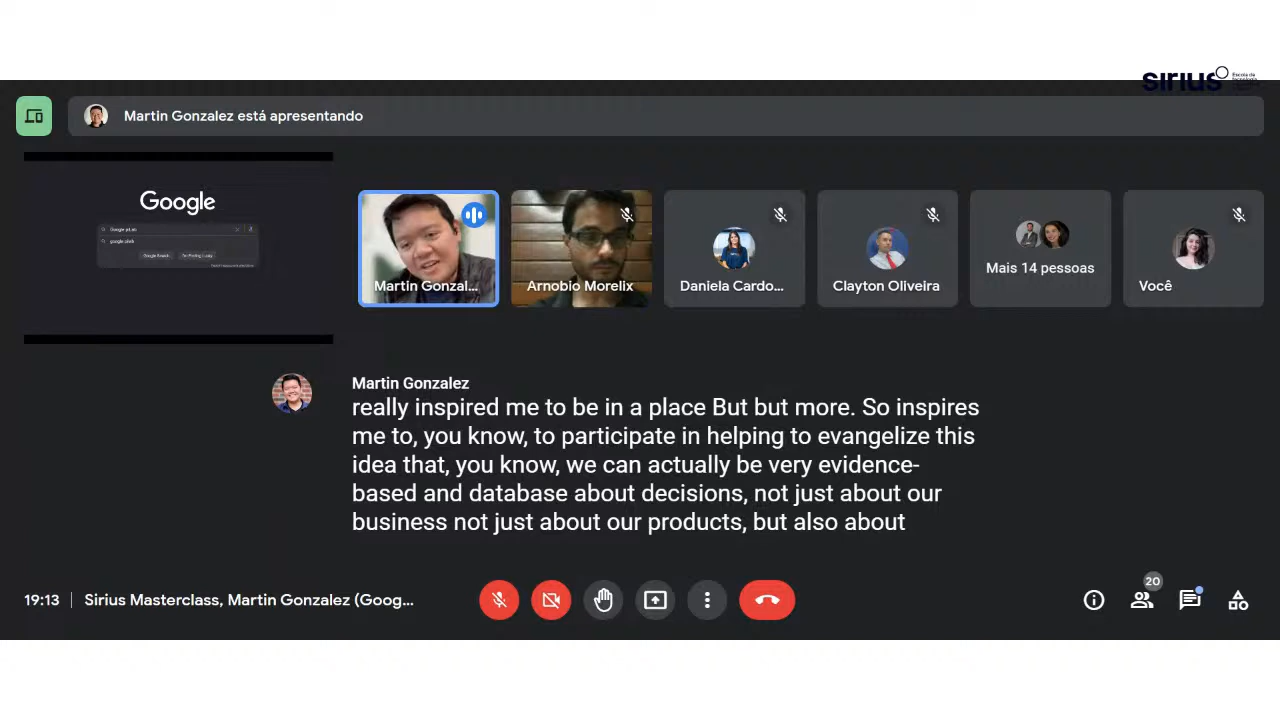 sirius
Escola de
tecnologia
Martin Gonzalez está apresentando
Google
Martin Gonzal...
Arnobio Morelix
Daniela Cardo...
Clayton Oliveira
Mais 14 pessoas
Você
Martin Gonzalez
really inspired me to be in a place But but more. So inspires
me to, you know, to participate in helping to evangelize this
idea that, you know, we can actually be very evidence-
based and database about decisions, not just about our
business not just about our products, but also about
19:13 | Sirius Masterclass, Martin Gonzalez (Goog...
20